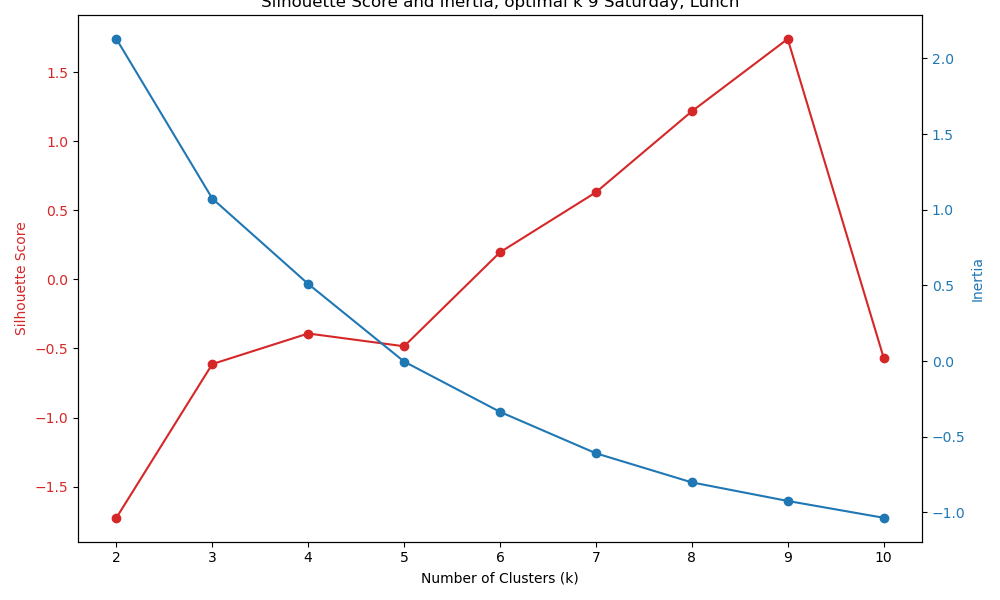 Silhouette Score and Inertia, optimal k 9 Saturday, Lunch
1.5
1.0
0.5
0.0
−0.5
−1.0
−1.5
Silhouette Score
2.0
1.5
1.0
0.5
0.0
−0.5
−1.0
Inertia
2 3 4 5 6 7 8 9 10
Number of Clusters (k)